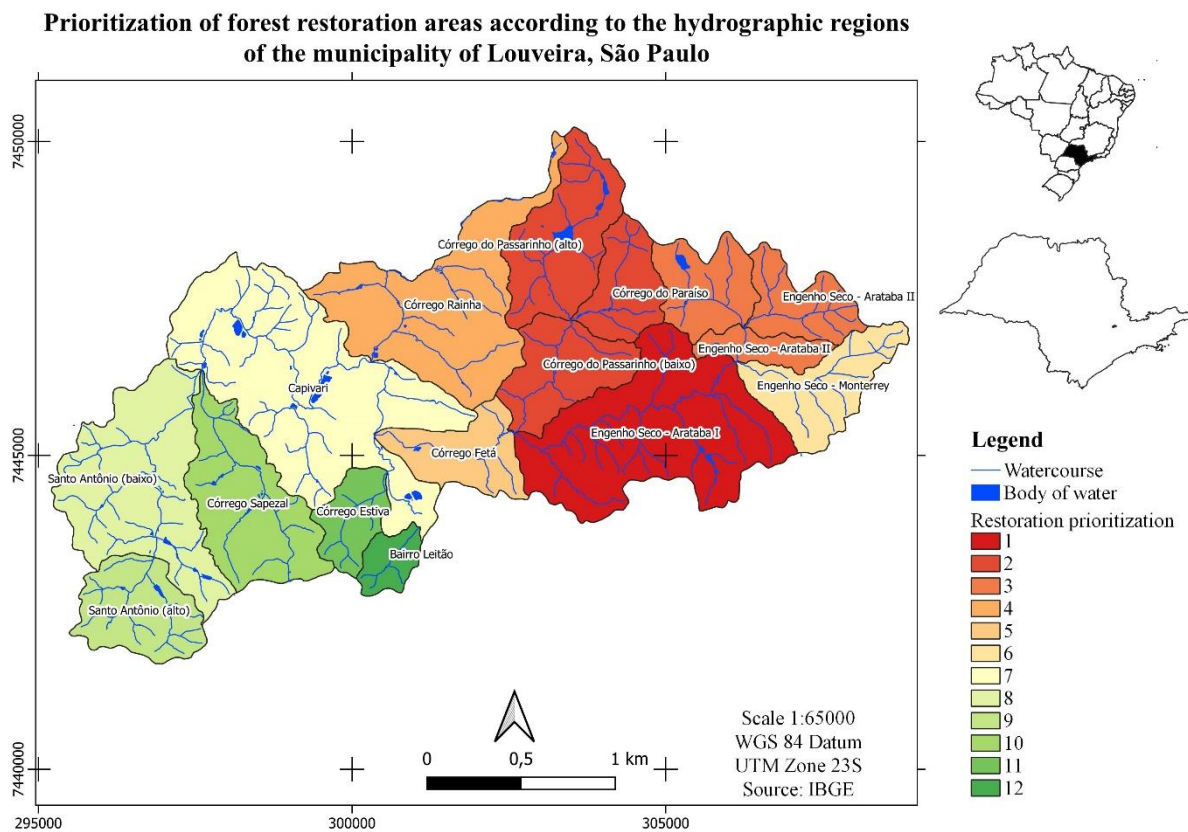 Prioritization of forest restoration areas according to the hydrographic regions
of the municipality of Louveira, São Paulo
7450000
7445000
7440000
295000
300000
305000
Córrego do Passarinho (alto)
Córrego Rainha
Córrego do Paraíso
Engenho Seco - Arataba II
Engenho Seco - Arataba II
Córrego do Passarinho (baixo)
Engenho Seco - Monterrey
Capivari
Engenho Seco - Arataba I
Córrego Fetá
Santo Antônio (baixo)
Córrego Sapezal
Córrego Estiva
Bairro Leitão
Santo Antônio (alto)
0 0,5 1 km
Scale 1:65000
WGS 84 Datum
UTM Zone 23S
Source: IBGE
Legend
Watercourse
Body of water
Restoration prioritization
1
2
3
4
5
6
7
8
9
10
11
12